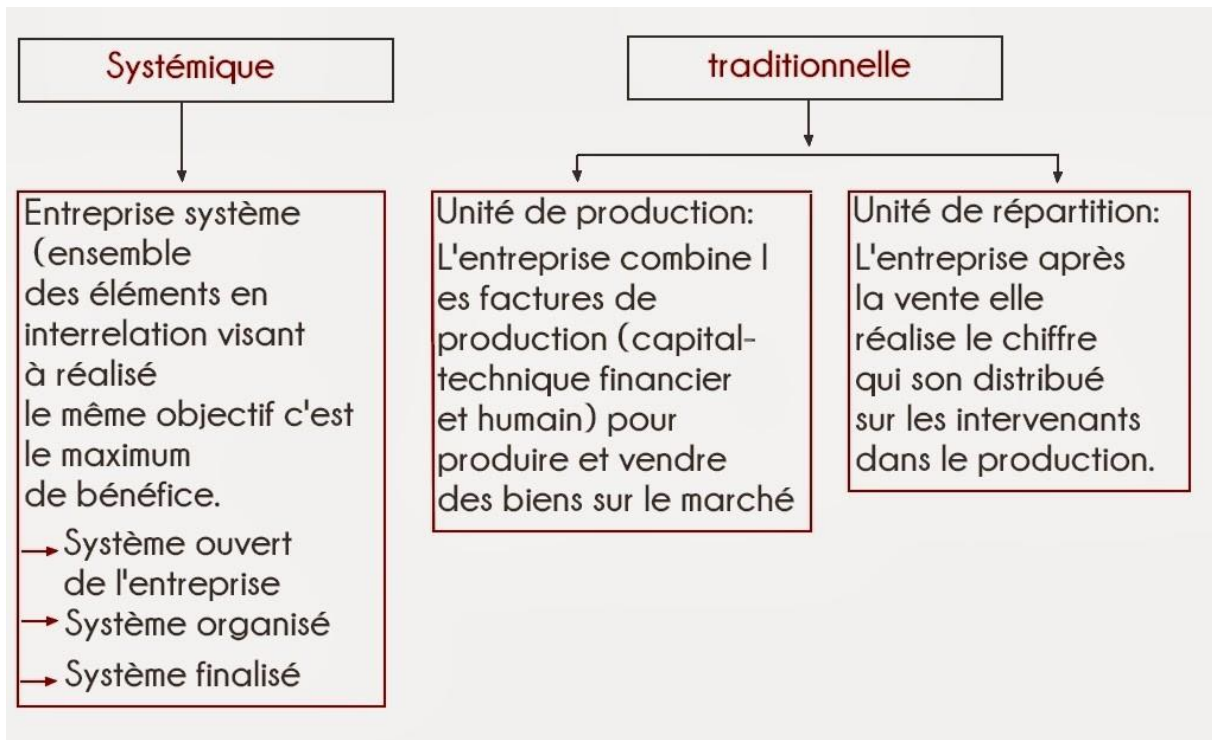 Systémique
Entreprise système
(ensemble
des éléments en
interrelation visant
à réalisé
le même objectif c'est
le maximum
de bénéfice.
Système ouvert
de l'entreprise
Système organisé
Système finalisé
traditionnelle
Unité de production:
L'entreprise combine l
es factures de
production (capital-
technique financier
et humain) pour
produire et vendre
des biens sur le marché
Unité de répartition:
L'entreprise après
la vente elle
réalise le chiffre
qui son distribué
sur les intervenants
dans le production.